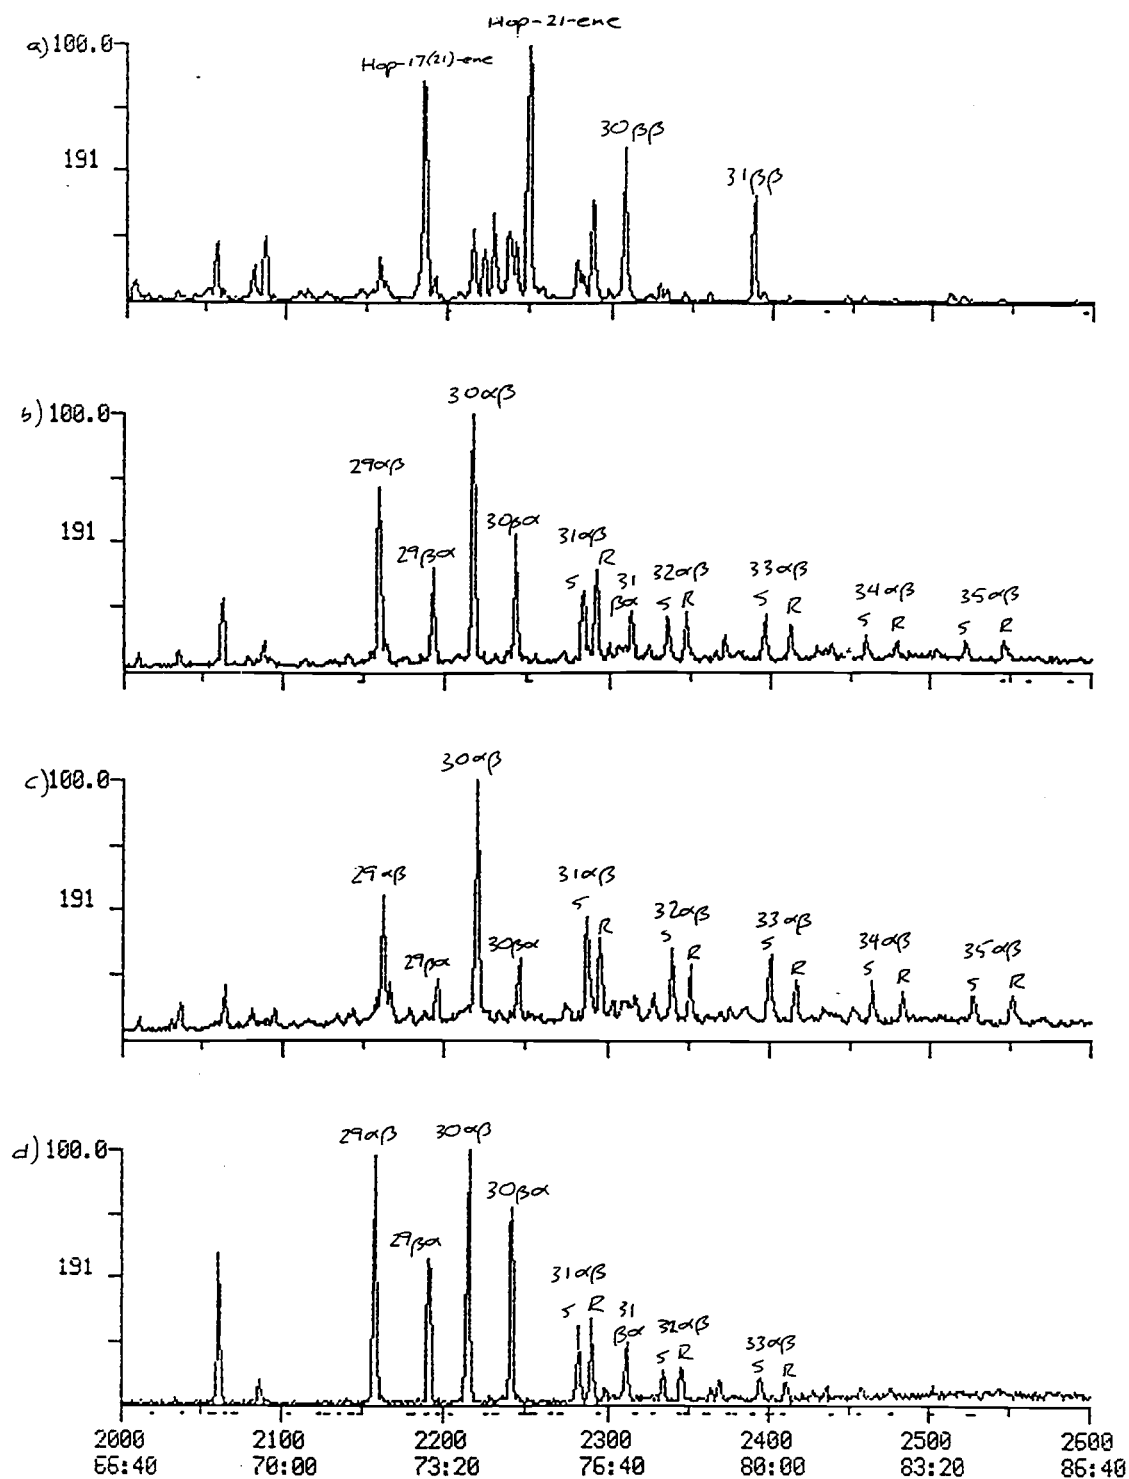 Hop-21-ene
a) 100.0
Hop-17(21)-ene
30ββ
191
31ββ
30αβ
b) 100.0
29αβ
191
30βα
31αβ
29βα
S R 31 βα
32αβ
S R
33αβ
S R
34αβ
S R
35αβ
S R
30αβ
c) 100.0
29αβ
191
31αβ
S R
32αβ
S R
33αβ
S R
34αβ
S R
35αβ
S R
29βα
30βα
29αβ 30αβ
d) 100.0
30βα
29βα
191
31αβ
S R 31 βα
32αβ
S R
33αβ
S R
2000 2100 2200 2300 2400 2500 2600
66:40 70:00 73:20 76:40 80:00 83:20 86:40